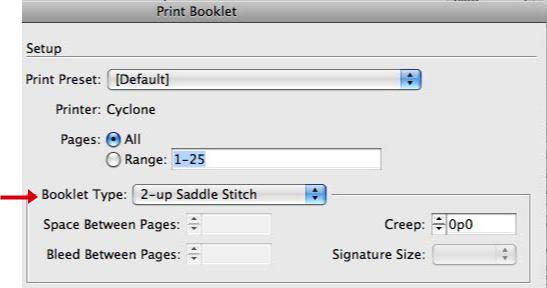 Print Booklet
Setup
Print Preset: [Default]
Printer: Cyclone
Pages: All
Range: 1-25
Booklet Type: 2-up Saddle Stitch
Space Between Pages: Creep: 0p0
Bleed Between Pages: Signature Size: